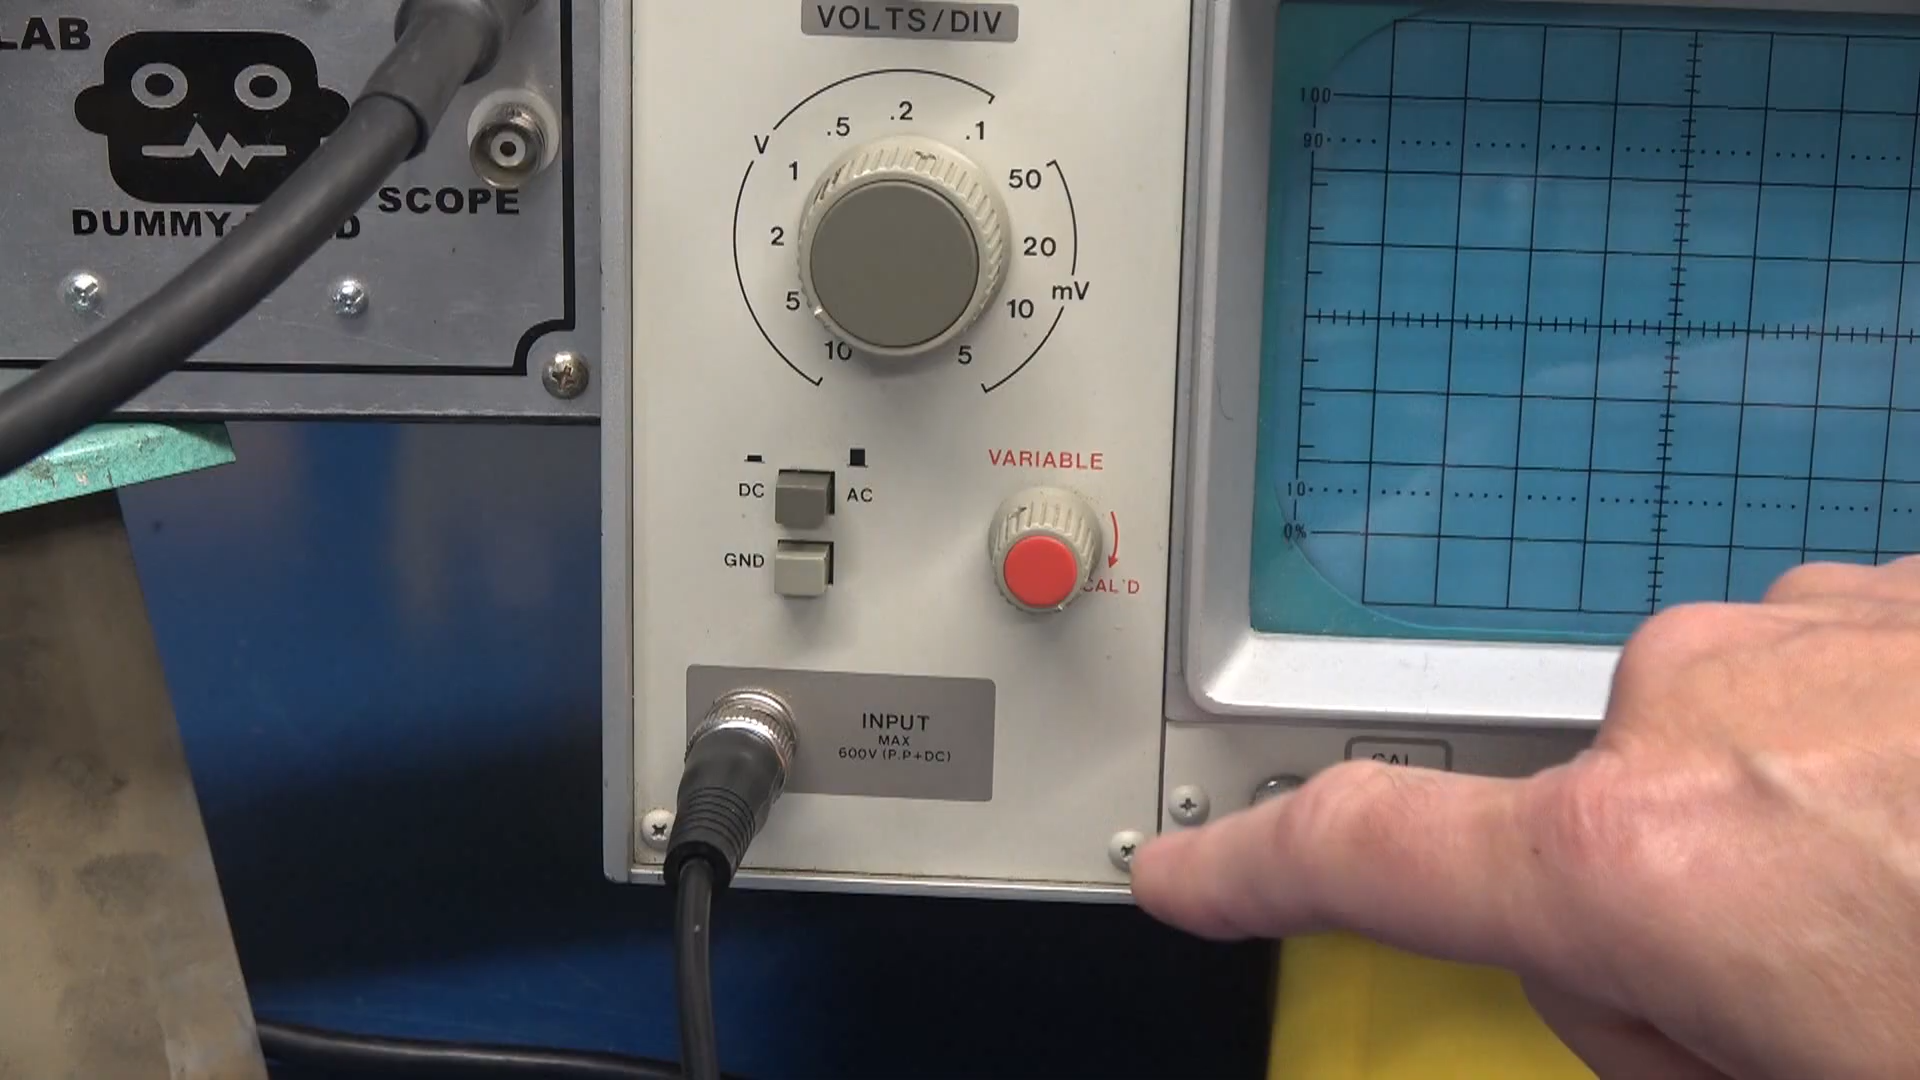 LAB
DUMMY
SCOPE
VOLTS/DIV
V
.5
.2
.1
1
2
5
10
50
20
10
5
mV
DC
AC
GND
VARIABLE
CAL'D
INPUT
MAX
600V (P.P+DC)
100
90
10
0%
CAL